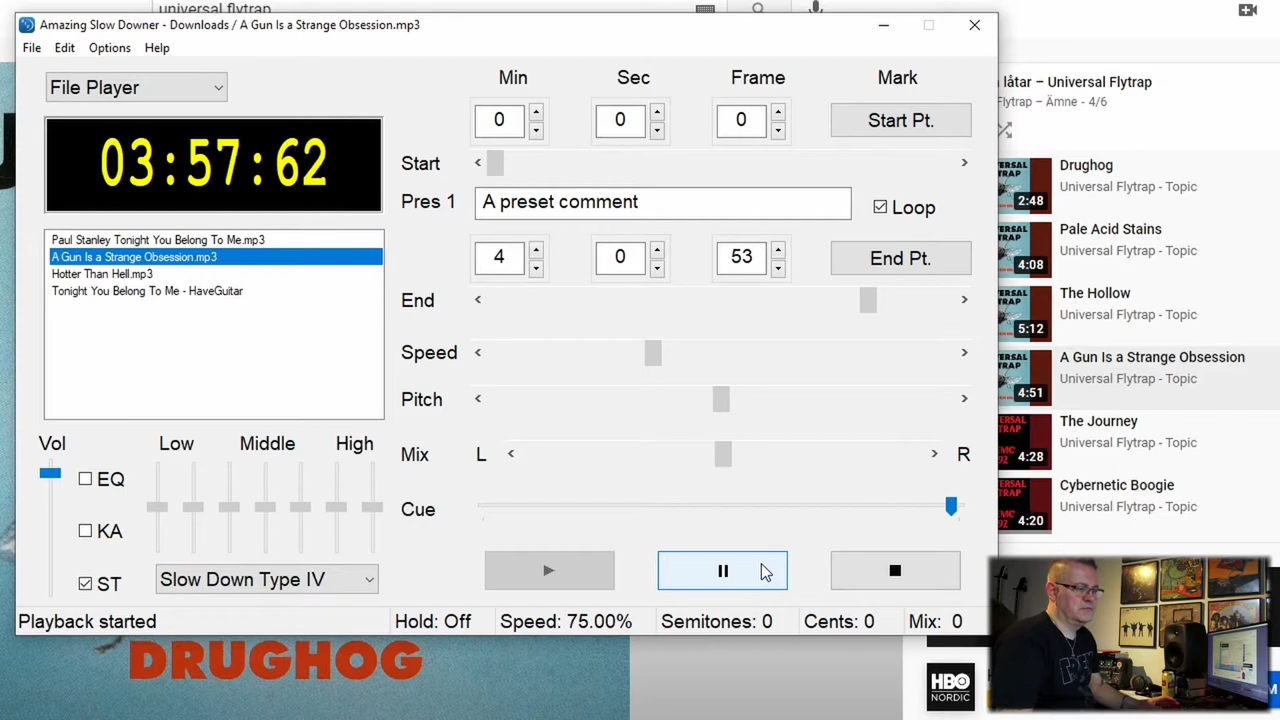 universal flytrap
Amazing Slow Downer - Downloads / A Gun Is a Strange Obsession.mp3
File Edit Options Help
File Player
Min Sec Frame Mark
0 0 0 Start Pt.
03:57:62
Start
Pres 1 A preset comment Loop
4 0 53 End Pt.
Paul Stanley Tonight You Belong To Me.mp3
A Gun Is a Strange Obsession.mp3
Hotter Than Hell.mp3
Tonight You Belong To Me - HaveGuitar
End
Speed
Pitch
Mix L R
Cue
Vol Low Middle High
EQ
KA
ST Slow Down Type IV
Playback started Hold: Off Speed: 75.00% Semitones: 0 Cents: 0 Mix: 0
låtar – Universal Flytrap
Flytrap – Ämne - 4/6
Drughog
Universal Flytrap - Topic
2:48
Pale Acid Stains
Universal Flytrap - Topic
4:08
The Hollow
Universal Flytrap - Topic
5:12
A Gun Is a Strange Obsession
Universal Flytrap - Topic
4:51
The Journey
Universal Flytrap - Topic
4:28
Cybernetic Boogie
Universal Flytrap - Topic
4:20
DRUGHOG
HBO
NORDIC